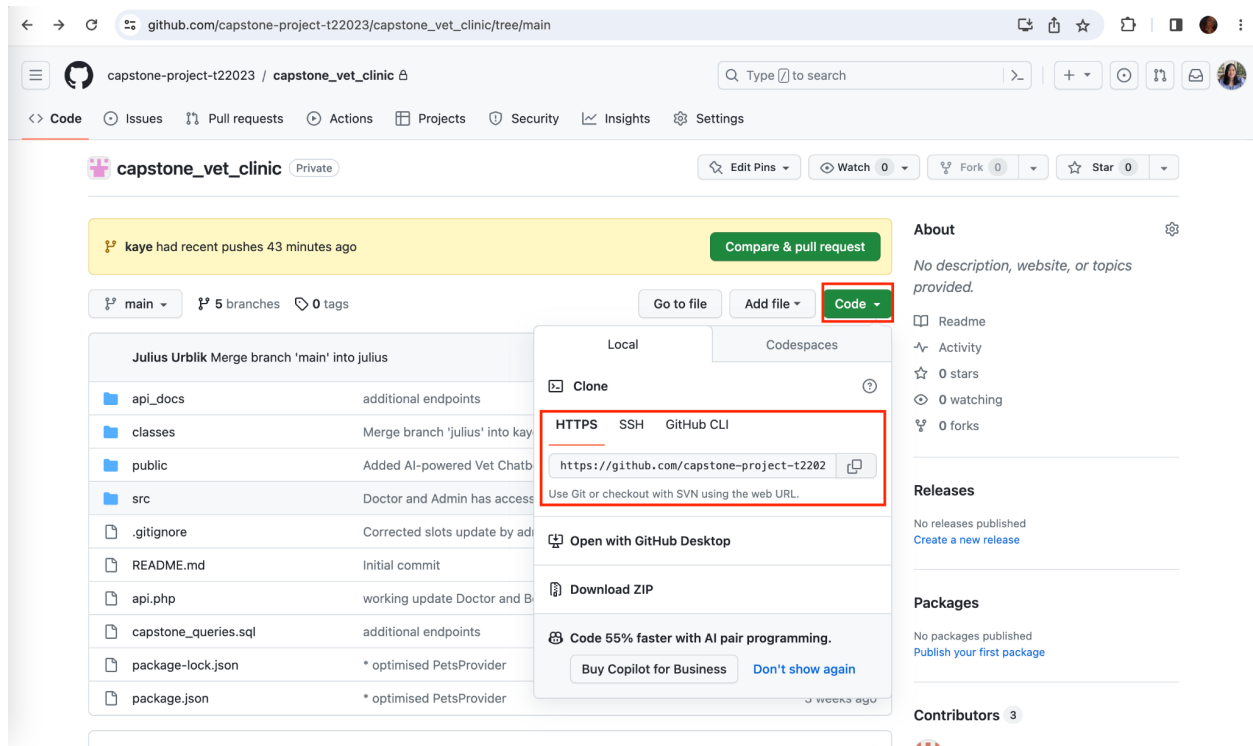 github.com/capstone-project-t22023/capstone_vet_clinic/tree/main
capstone-project-t22023 / capstone_vet_clinic
Type / to search
<> Code Issues Pull requests Actions Projects Security Insights Settings
capstone_vet_clinic Private
Edit Pins Watch 0 Fork 0 Star 0
kaye had recent pushes 43 minutes ago
Compare & pull request
main 5 branches 0 tags
Go to file Add file Code
Julius Urblik Merge branch 'main' into julius
api_docs additional endpoints
classes Merge branch 'julius' into kay
public Added AI-powered Vet Chatb
src Doctor and Admin has access
.gitignore Corrected slots update by ad
README.md Initial commit
api.php working update Doctor and B
capstone_queries.sql additional endpoints
package-lock.json * optimised PetsProvider
package.json * optimised PetsProvider 3 weeks ago
Local Codespaces
Clone
HTTPS SSH GitHub CLI
https://github.com/capstone-project-t2202
Use Git or checkout with SVN using the web URL.
Open with GitHub Desktop
Download ZIP
Code 55% faster with AI pair programming.
Buy Copilot for Business Don't show again
About
No description, website, or topics
provided.
Readme
Activity
0 stars
0 watching
0 forks
Releases
No releases published
Create a new release
Packages
No packages published
Publish your first package
Contributors 3